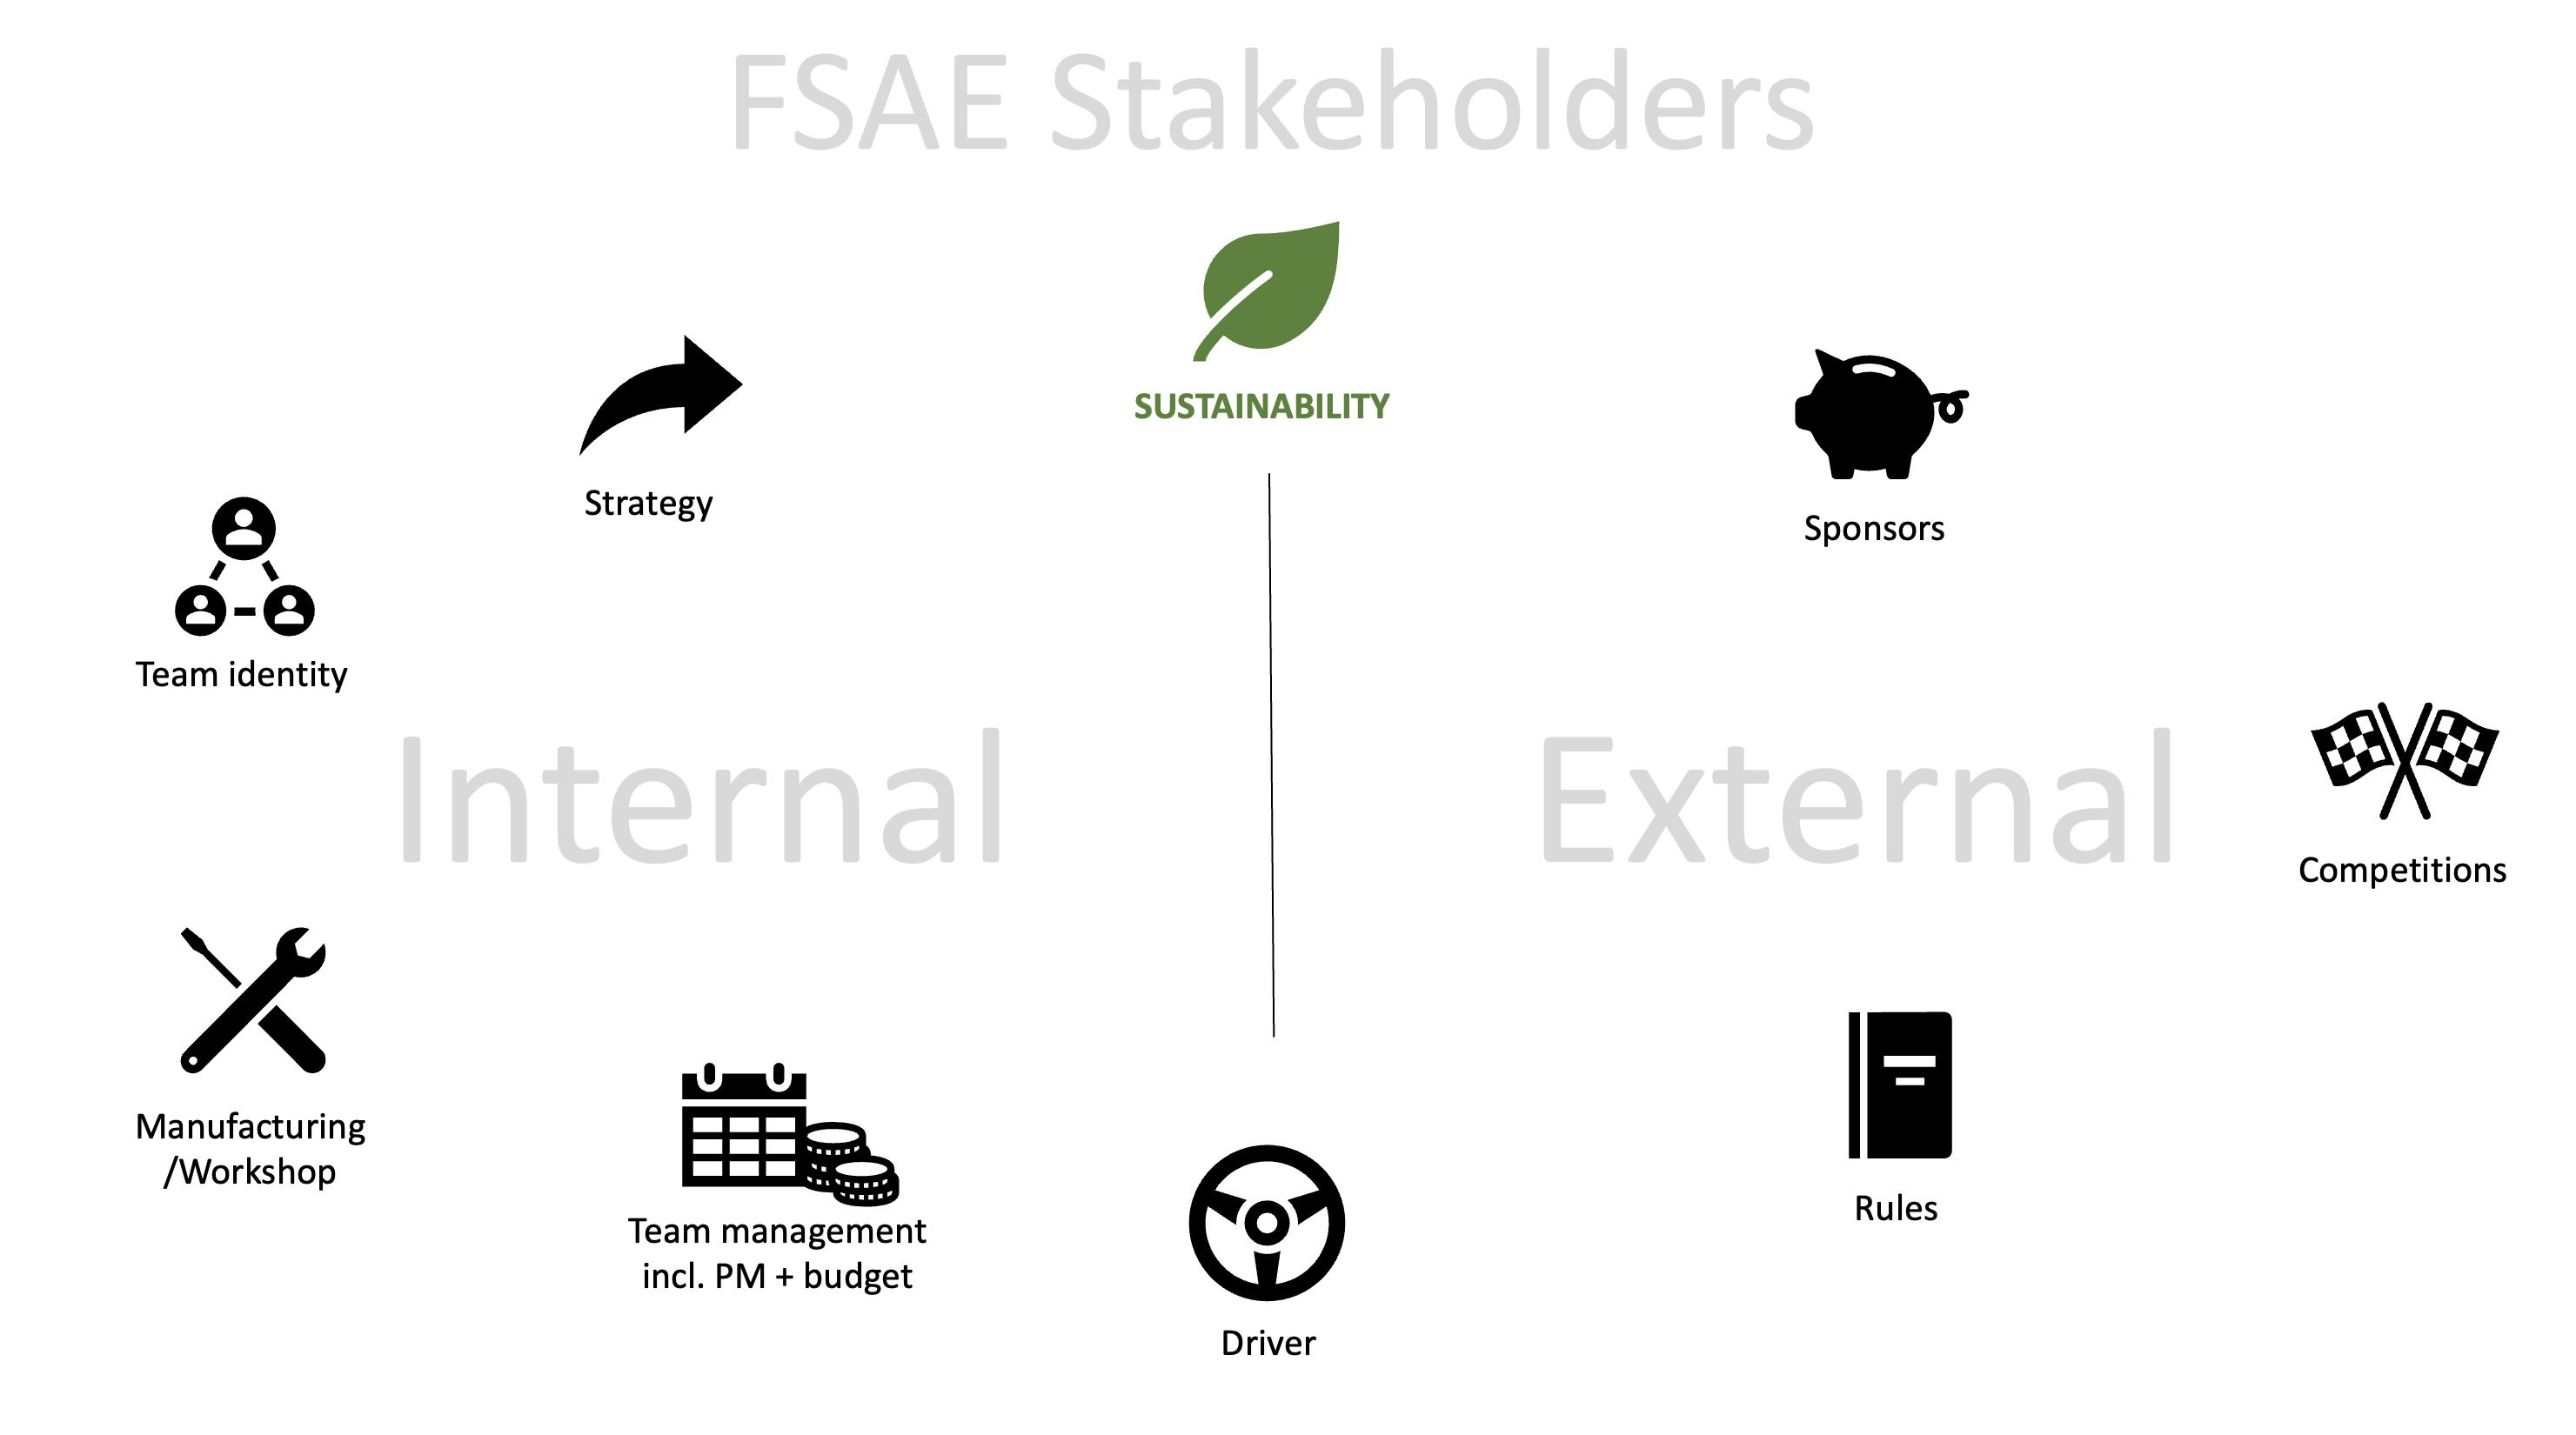 FSAE Stakeholders
SUSTAINABILITY
Strategy
Sponsors
Team identity
Internal
External
Competitions
Manufacturing
/Workshop
Team management
incl. PM + budget
Rules
Driver